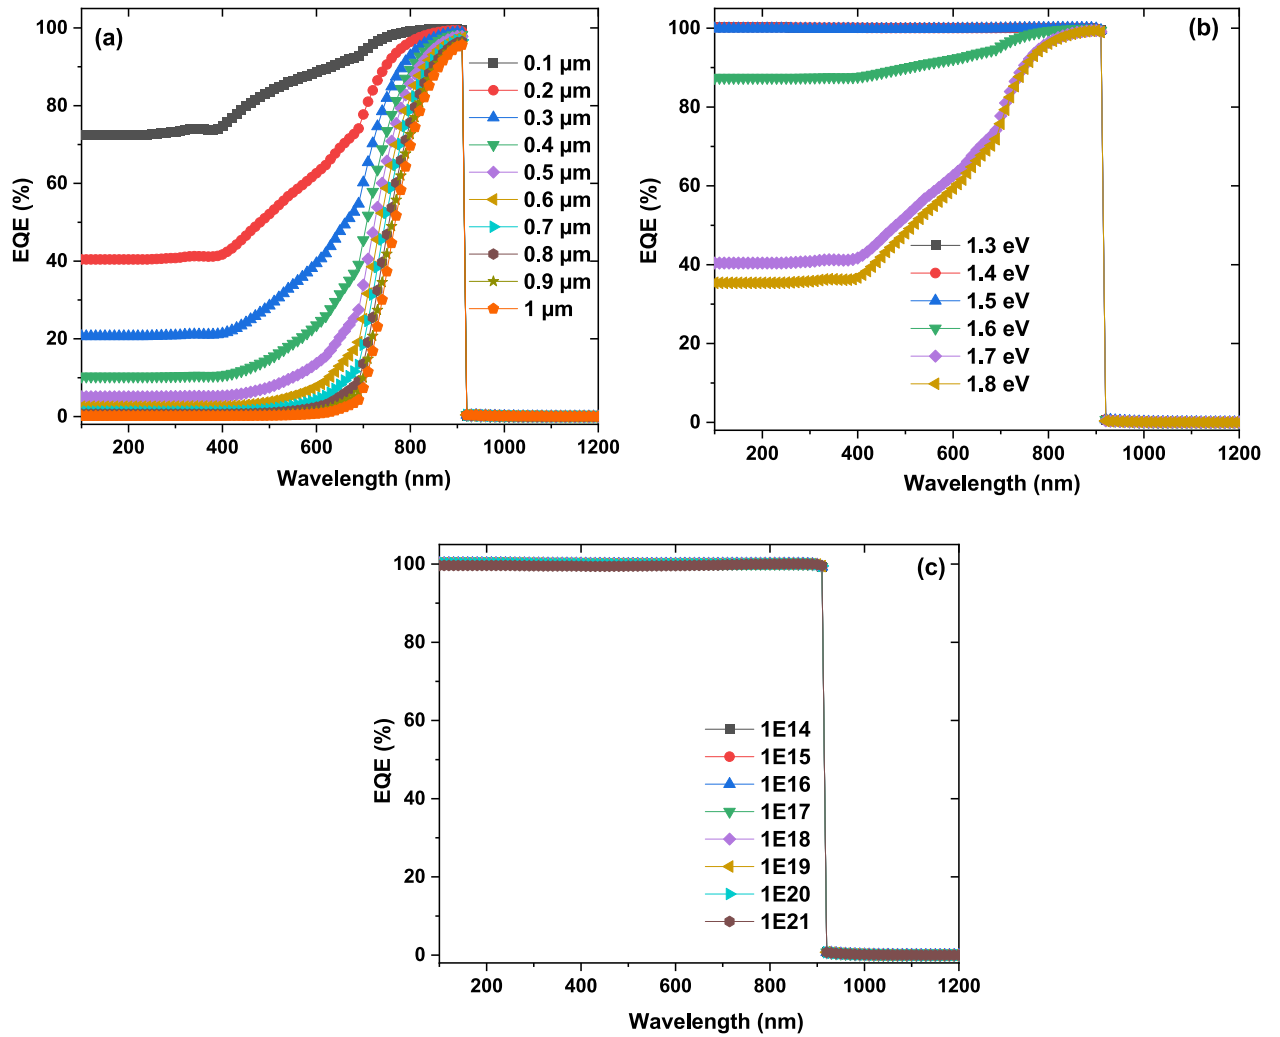 (a)
100
80
60
40
20
0
EQE (%)
200
400
600
800
1000
1200
Wavelength (nm)
0.1 µm
0.2 µm
0.3 µm
0.4 µm
0.5 µm
0.6 µm
0.7 µm
0.8 µm
0.9 µm
1 µm
(b)
100
80
60
40
20
0
EQE (%)
200
400
600
800
1000
1200
Wavelength (nm)
1.3 eV
1.4 eV
1.5 eV
1.6 eV
1.7 eV
1.8 eV
(c)
100
80
60
40
20
0
EQE (%)
200
400
600
800
1000
1200
Wavelength (nm)
1E14
1E15
1E16
1E17
1E18
1E19
1E20
1E21